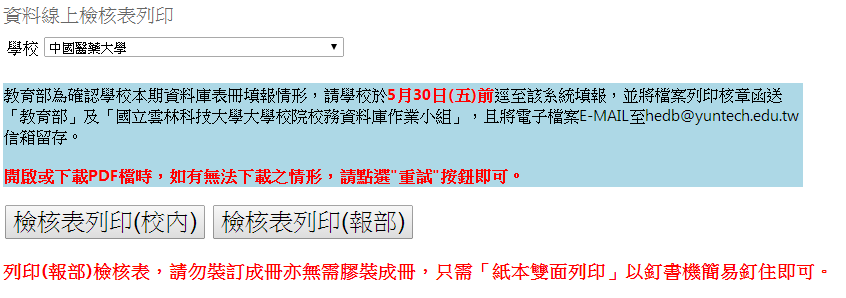 資料線上檢核表列印
學校 中國醫藥大學
教育部為確認學校本期資料庫表冊填報情形，請學校於5月30日(五)前逕至該系統填報，並將檔案列印核章函送
「教育部」及「國立雲林科技大學大學校院校務資料庫作業小組」，且將電子檔案E-MAIL至hedb@yuntech.edu.tw
信箱留存。
開啟或下載PDF檔時，如有無法下載之情形，請點選"重試"按鈕即可。
檢核表列印(校內) 檢核表列印(報部)
列印(報部)檢核表，請勿裝訂成冊亦無需膠裝成冊，只需「紙本雙面列印」以釘書機簡易釘住即可。